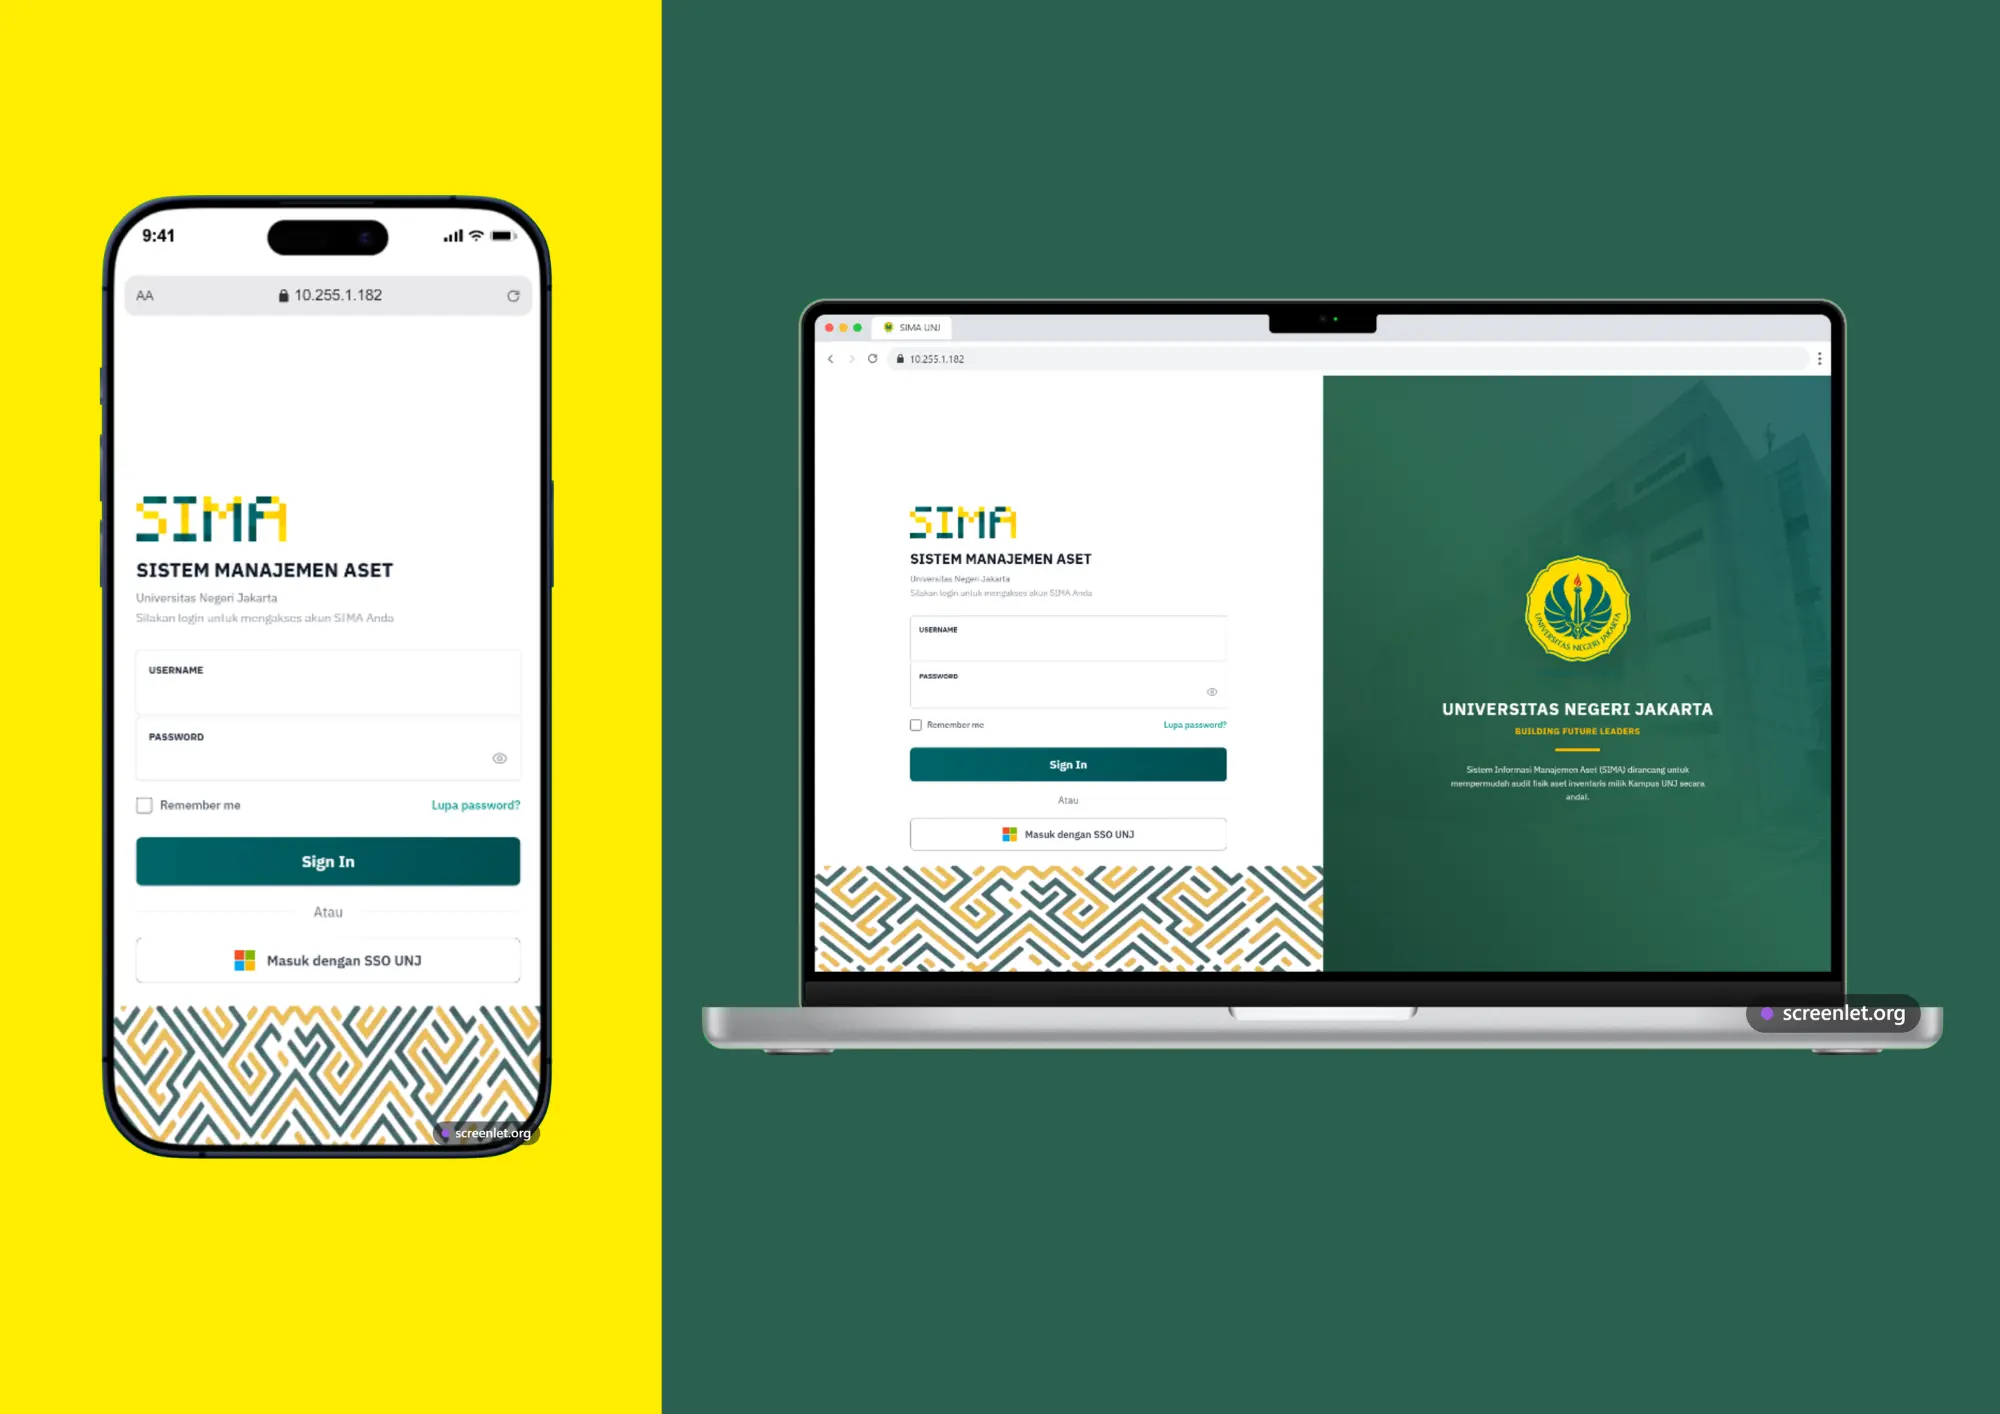 9:41
AA
10.255.1.182
SIMA
SISTEM MANAJEMEN ASET
Universitas Negeri Jakarta
Silakan login untuk mengakses akun SIMA Anda
USERNAME
PASSWORD
Remember me
Lupa password?
Sign In
Atau
Masuk dengan SSO UNJ
screenlet.org
SIMA UNJ
10.255.1.182
SIMA
SISTEM MANAJEMEN ASET
Universitas Negeri Jakarta
Silakan login untuk mengakses akun SIMA Anda
USERNAME
PASSWORD
Remember me
Lupa password?
Sign In
Atau
Masuk dengan SSO UNJ
UNIVERSITAS NEGERI JAKARTA
UNIVERSITAS NEGERI JAKARTA
BUILDING FUTURE LEADERS
Sistem Informasi Manajemen Aset (SIMA) dirancang untuk
mempermudah audit fisik aset inventaris milik Kampus UNJ secara
andal.
screenlet.org